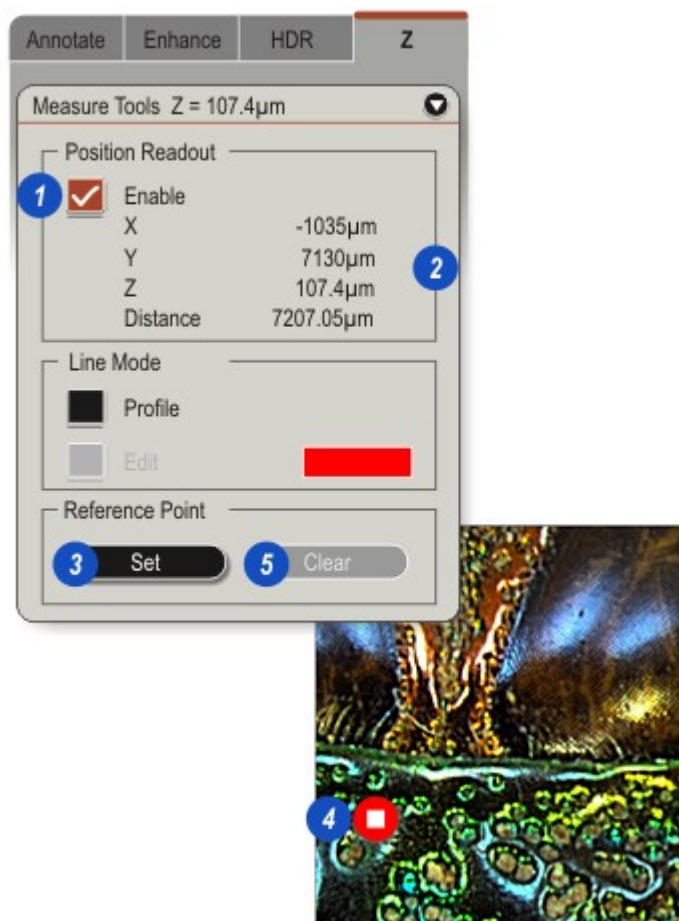 Annotate Enhance HDR Z
Measure Tools Z = 107.4µm
Position Readout
1 Enable
X -1035µm
Y 7130µm
2
Z 107.4µm
Distance 7207.05µm
Line Mode
Profile
Edit
Reference Point
3 Set 5 Clear
4